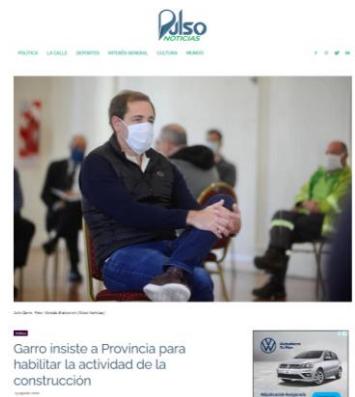 Pulso
NOTICIAS
POLÍTICA LA CALLE DEPORTES INTERÉS GENERAL CULTURA MUNDO
Garro insiste a Provincia para
habilitar la actividad de la
construcción